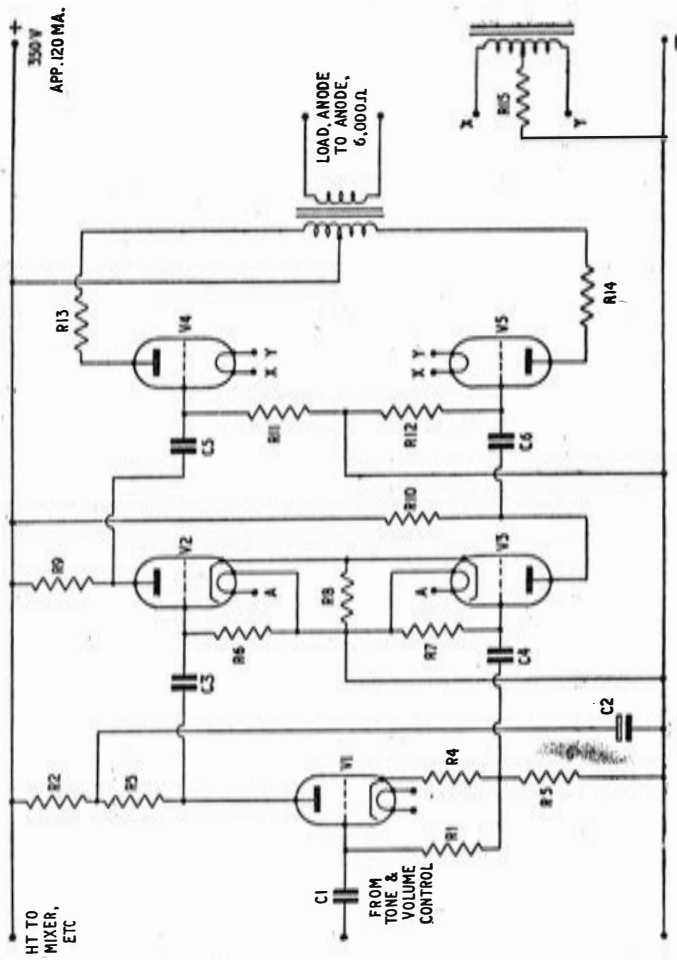 HT TO
MIXER,
ETC
+
350V
APP.120 MA.
R2
R5
R9
R13
V2
V4
C3
C5
R6
A
X Y
R11
LOAD, ANODE
TO ANODE,
6,000Ω
C1
V1
R8
FROM
TONE &
VOLUME
CONTROL
R10
R12
R1
R4
R7
A
X Y
V3
V5
X
R15
Y
C4
C6
R5
R14
C2